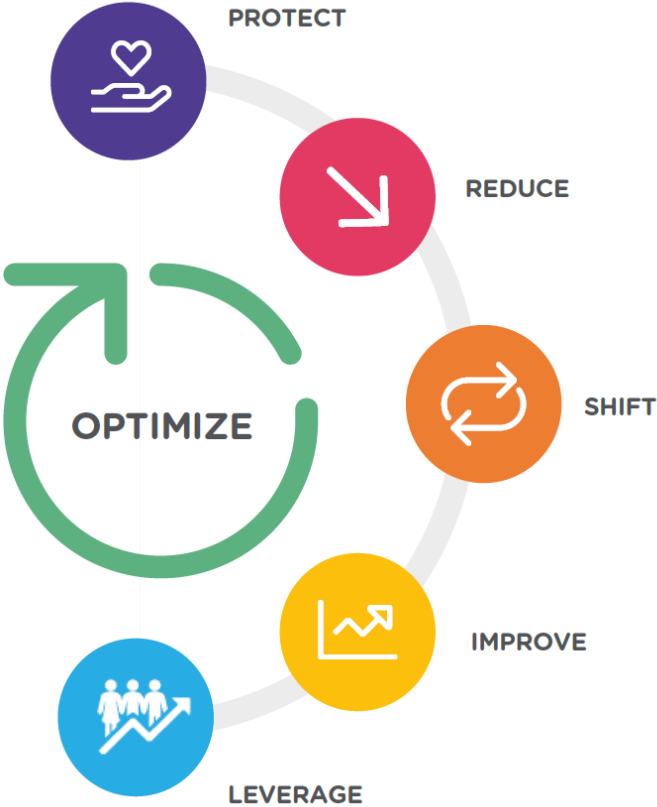 PROTECT
REDUCE
SHIFT
OPTIMIZE
IMPROVE
LEVERAGE